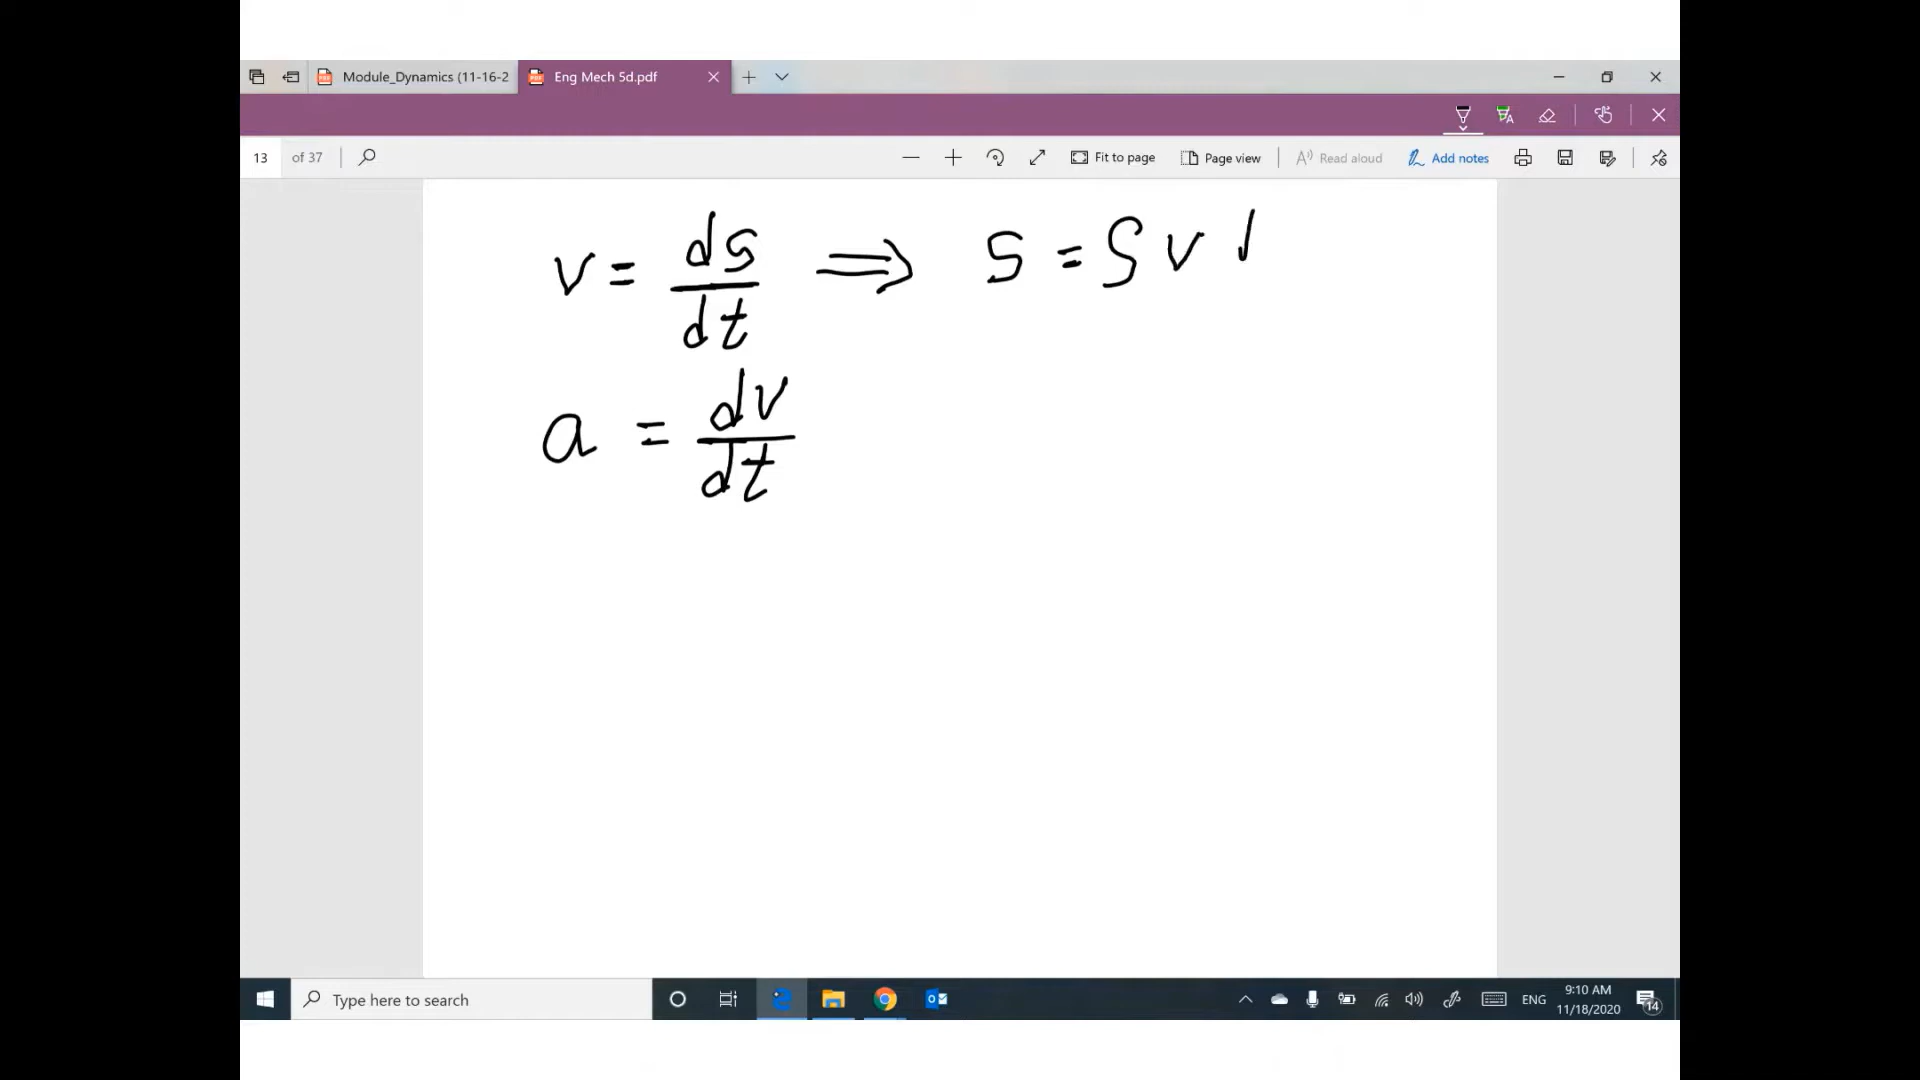 Module_Dynamics (11-16-2
Eng Mech 5d.pdf
13 of 37
Fit to page
Page view
Read aloud
Add notes
v = ds/dt ⟹ s = ∫ v d
a = dv/dt
Type here to search
ENG
9:10 AM
11/18/2020
14